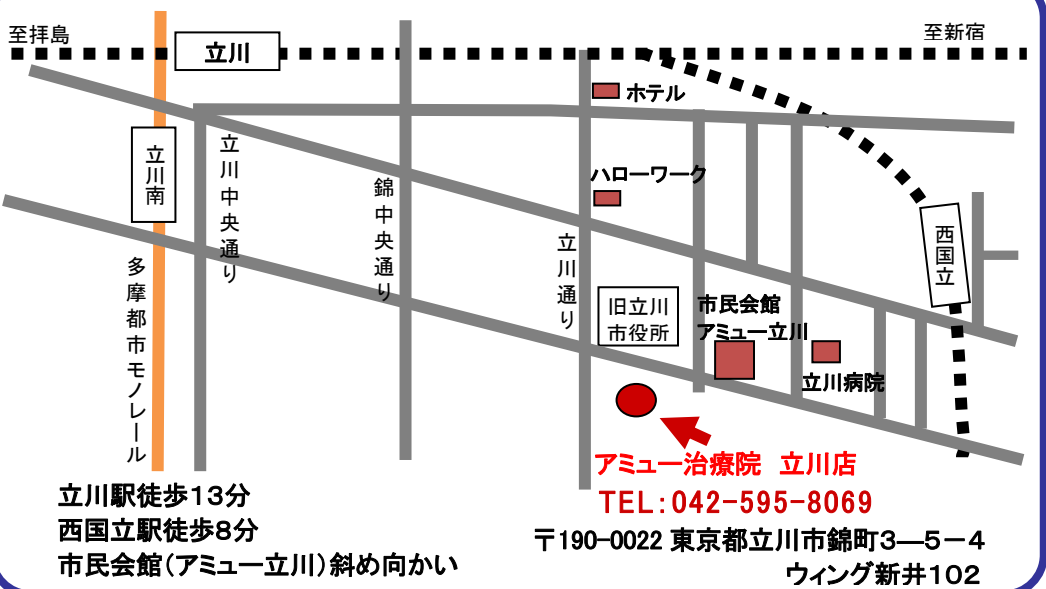 至拝島
立川
至新宿
ホテル
立川南
立川中央通り
錦中央通り
ハローワーク
立川通り
西国立
多摩都市モノレール
旧立川
市役所
市民会館
アミュー立川
立川病院
アミュー治療院 立川店
TEL:042-595-8069
立川駅徒歩13分
西国立駅徒歩8分
市民会館(アミュー立川)斜め向かい
〒190-0022 東京都立川市錦町3―5-4
ウィング新井102